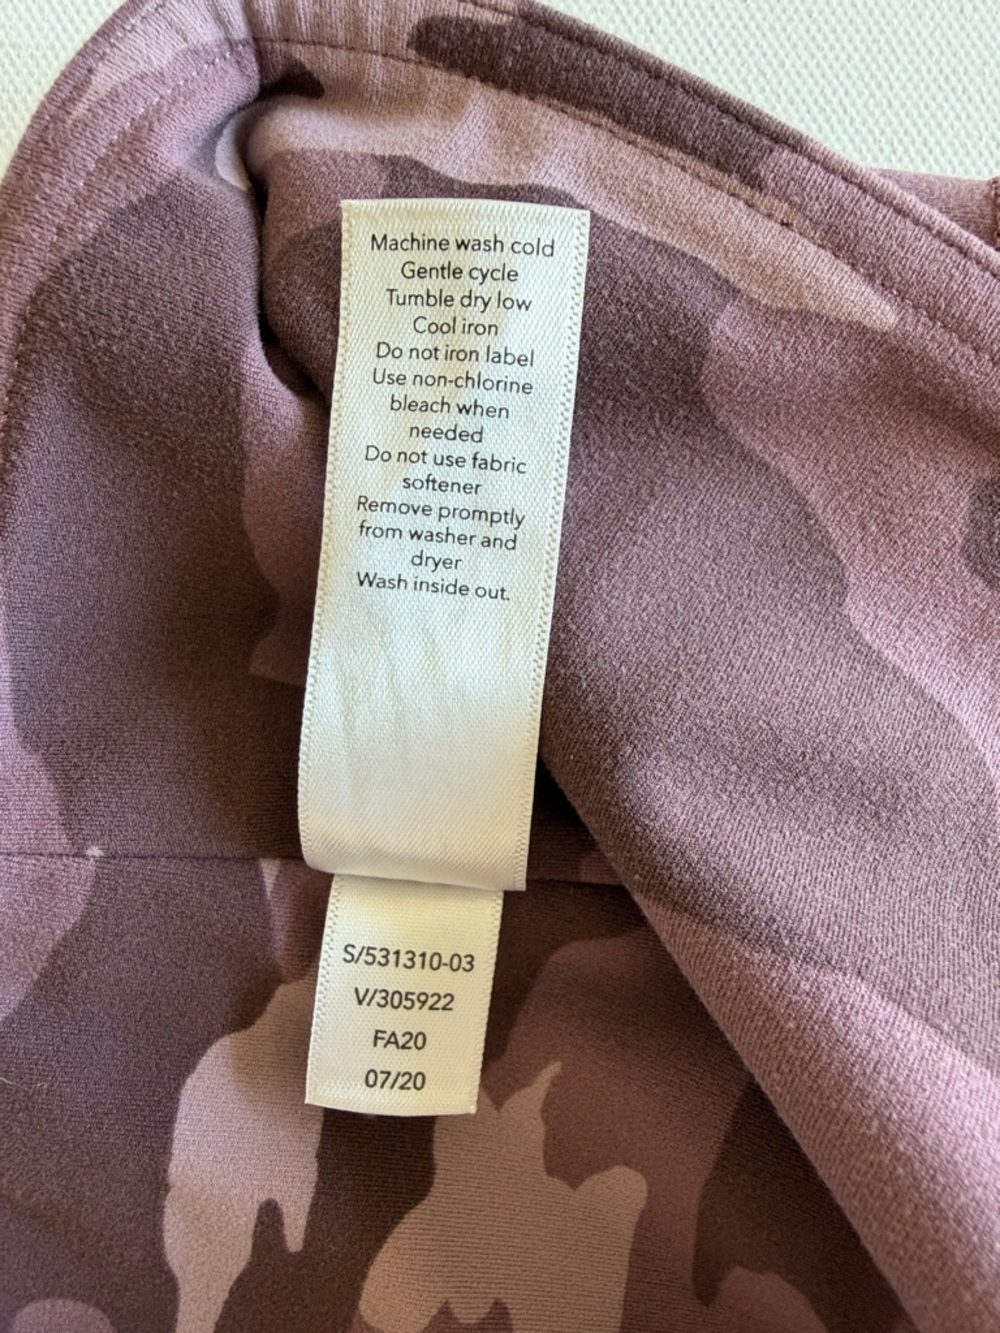 Machine wash cold
Gentle cycle
Tumble dry low
Cool iron
Do not iron label
Use non-chlorine
bleach when
needed
Do not use fabric
softener
Remove promptly
from washer and
dryer
Wash inside out.
S/531310-03
V/305922
FA20
07/20